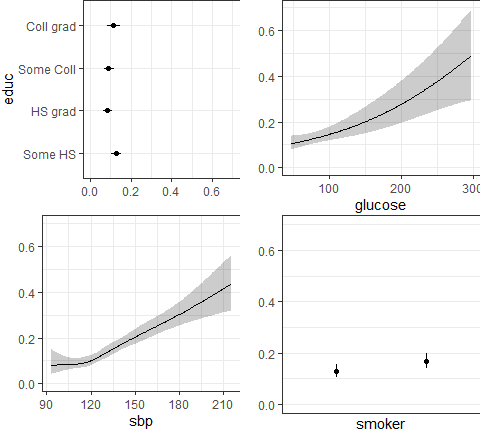 educ
Coll grad
Some Coll
HS grad
Some HS
0.0 0.2 0.4 0.6
0.6
0.4
0.2
0.0
100 200 300
glucose
0.6
0.4
0.2
0.0
90 120 150 180 210
sbp
0.6
0.4
0.2
0.0
smoker